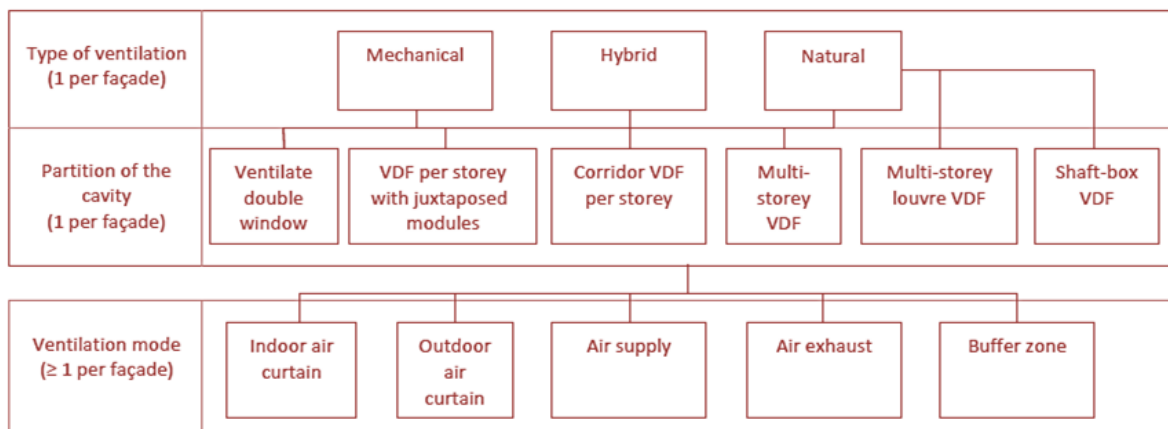 Type of ventilation
(1 per façade)
Mechanical
Hybrid
Natural
Partition of the
cavity
(1 per façade)
Ventilate
double
window
VDF per storey
with juxtaposed
modules
Corridor VDF
per storey
Multi-
storey
VDF
Multi-storey
louvre VDF
Shaft-box
VDF
Ventilation mode
(≥ 1 per façade)
Indoor air
curtain
Outdoor
air
curtain
Air supply
Air exhaust
Buffer zone